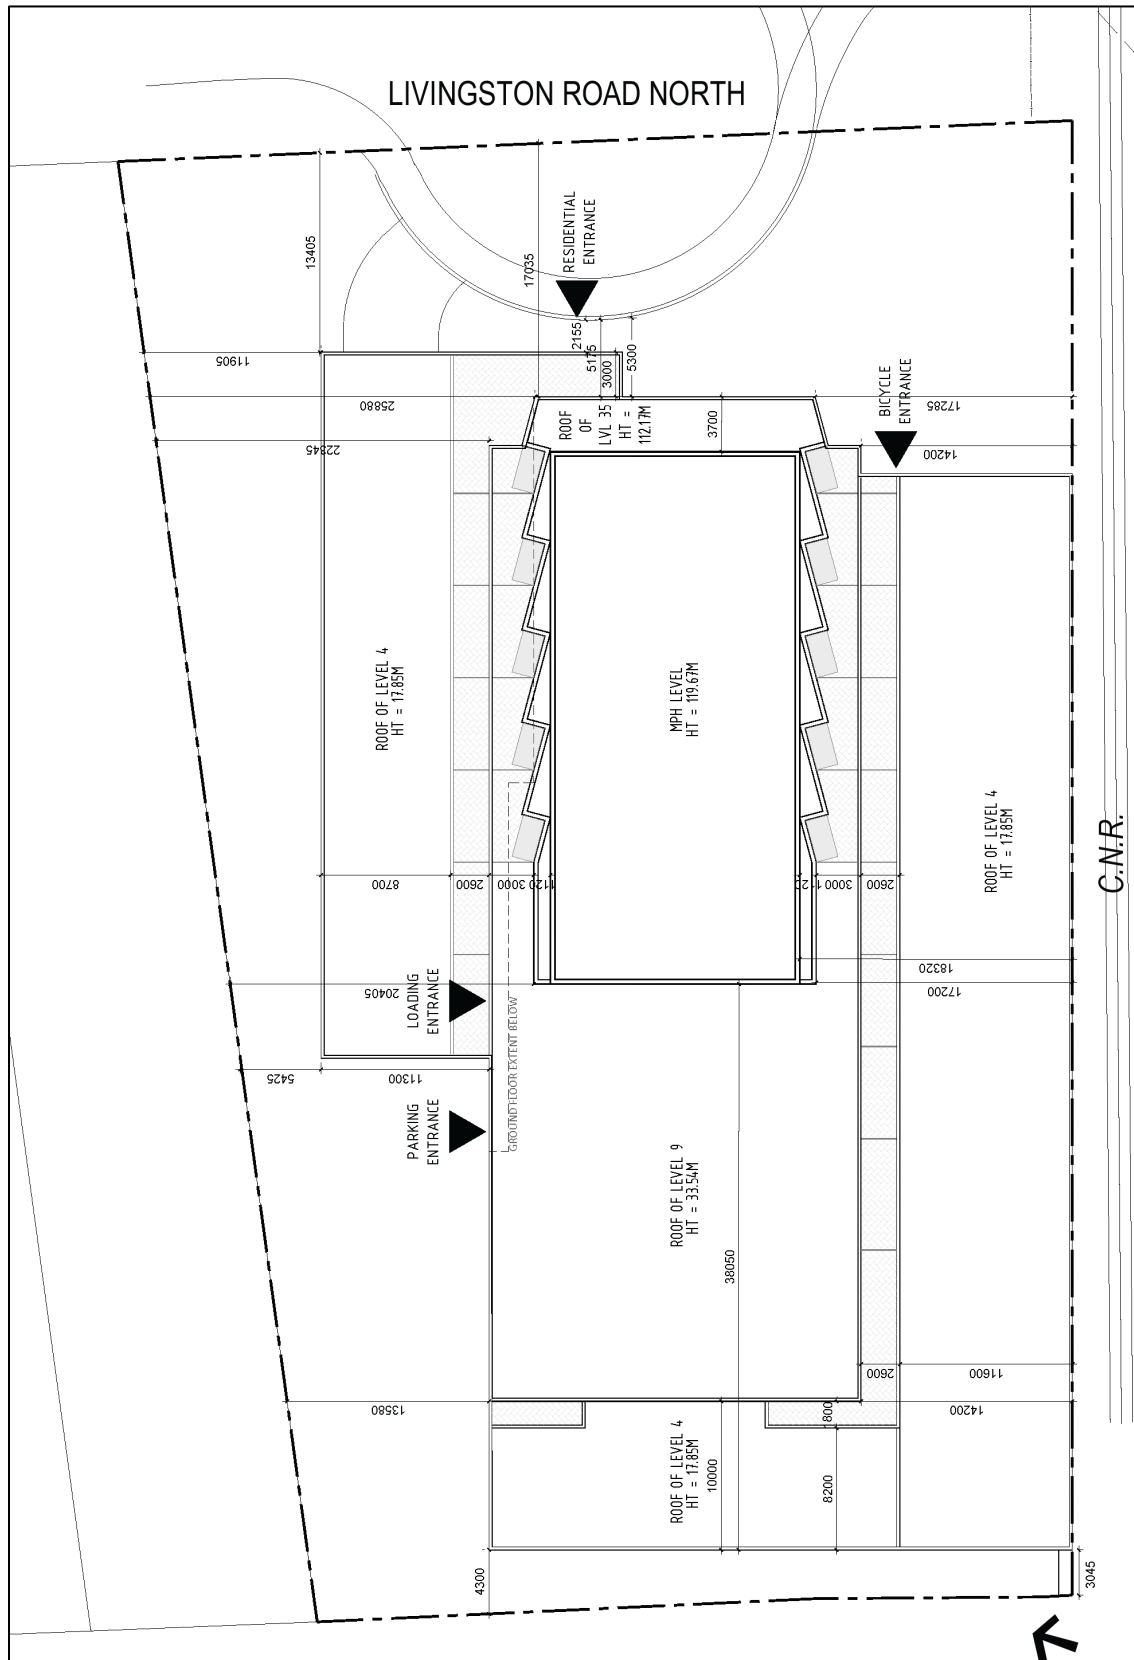 LIVINGSTON ROAD NORTH
13405
17035
RESIDENTIAL
ENTRANCE
2155
5175
3000
5300
11905
25880
22345
ROOF
OF
LVL 35
HT =
112.17M
3700
BICYCLE
ENTRANCE
17285
14200
ROOF OF LEVEL 4
HT = 17.85M
MPH LEVEL
HT = 119.67M
ROOF OF LEVEL 4
HT = 17.85M
C.N.R.
8700
2600
3000
1120
3000
2600
18320
17200
20405
LOADING
ENTRANCE
GROUND FLOOR EXTENT BELOW
5425
11300
PARKING
ENTRANCE
ROOF OF LEVEL 9
HT = 33.54M
38050
2600
11600
13580
1800
14200
ROOF OF LEVEL 4
HT = 17.85M
10000
8200
4300
3045